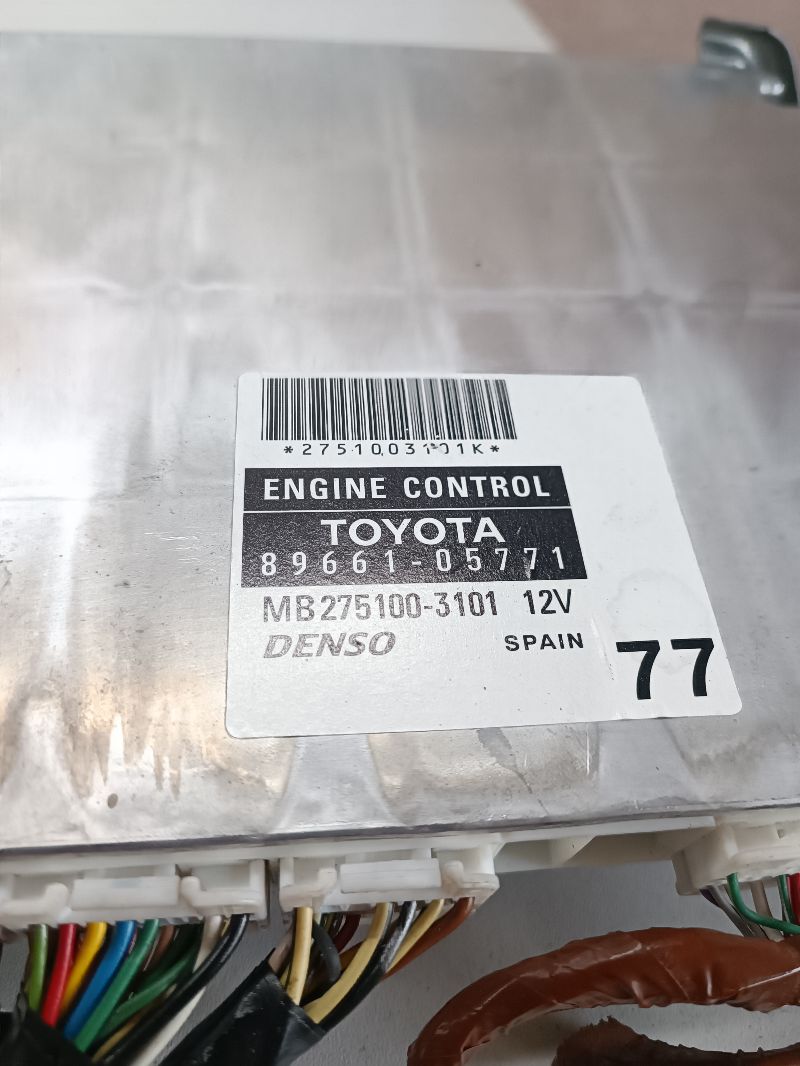 *2751003101K*
ENGINE CONTROL
TOYOTA
89661-05771
MB275100-3101 12V
DENSO SPAIN 77